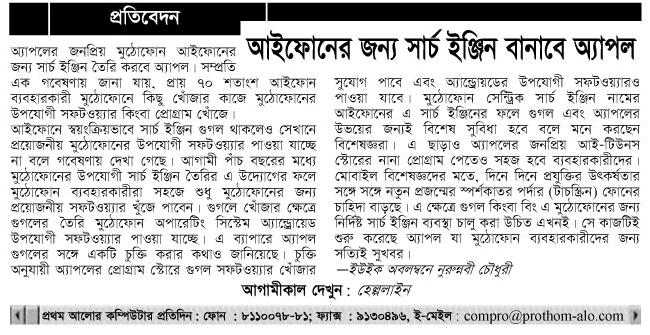 প্রতিবেদন
আইফোনের জন্য সার্চ ইঞ্জিন বানাবে অ্যাপল
অ্যাপলের জনপ্রিয় মুঠোফোন আইফোনের
জন্য সার্চ ইঞ্জিন তৈরি করবে অ্যাপল। সম্প্রতি
এক গবেষণায় জানা যায়, প্রায় ৭০ শতাংশ আইফোন
ব্যবহারকারী মুঠোফোনে কিছু খোঁজার কাজে মুঠোফোনের
উপযোগী সফটওয়্যার কিংবা প্রোগ্রাম খোঁজে।
আইফোনে স্বয়ংক্রিয়ভাবে সার্চ ইঞ্জিন গুগল থাকলেও সেখানে
প্রয়োজনীয় মুঠোফোনের উপযোগী সফটওয়্যার পাওয়া যাচ্ছে
না বলে গবেষণায় দেখা গেছে। আগামী পাঁচ বছরের মধ্যে
মুঠোফোনের উপযোগী সার্চ ইঞ্জিন তৈরির এ উদ্যোগের ফলে
মুঠোফোন ব্যবহারকারীরা সহজে শুধু মুঠোফোনের জন্য
প্রয়োজনীয় সফটওয়্যার খুঁজে পাবেন। গুগলে খোঁজার ক্ষেত্রে
গুগলের তৈরি মুঠোফোন অপারেটিং সিস্টেম অ্যান্ড্রয়েড
উপযোগী সফটওয়্যার পাওয়া যাচ্ছে। এ ব্যাপারে অ্যাপল
গুগলের সঙ্গে একটি চুক্তি করার কথাও জানিয়েছে। চুক্তি
অনুযায়ী অ্যাপলের প্রোগ্রাম স্টোরে গুগল সফটওয়্যার খোঁজার
সুযোগ পাবে এবং অ্যান্ড্রয়েডের উপযোগী সফটওয়্যারও
পাওয়া যাবে। মুঠোফোন সেন্ট্রিক সার্চ ইঞ্জিন নামের
আইফোনের এ সার্চ ইঞ্জিনের ফলে গুগল এবং অ্যাপলের
উভয়ের জন্যই বিশেষ সুবিধা হবে বলে মনে করছেন
বিশেষজ্ঞরা। এ ছাড়াও অ্যাপলের জনপ্রিয় আই-টিউনস
স্টোরের নানা প্রোগ্রাম পেতেও সহজ হবে ব্যবহারকারীদের।
মোবাইল বিশেষজ্ঞদের মতে, দিনে দিনে প্রযুক্তির উৎকর্ষতার
সঙ্গে সঙ্গে নতুন প্রজন্মের স্পর্শকাতর পর্দার (টাচস্ক্রিন) ফোনের
চাহিদা বাড়ছে। এ ক্ষেত্রে গুগল কিংবা বিং এ মুঠোফোনের জন্য
নির্দিষ্ট সার্চ ইঞ্জিন ব্যবস্থা চালু করা উচিত এখনই। সে কাজটিই
শুরু করেছে অ্যাপল যা মুঠোফোন ব্যবহারকারীদের জন্য
সত্যিই সুখবর।
—ইউইক অবলম্বনে নুরুন্নবী চৌধুরী
আগামীকাল দেখুন : হেল্পলাইন
প্রথম আলোর কম্পিউটার প্রতিদিন : ফোন : ৮১১০০৭৮-৮১; ফ্যাক্স : ৯১৩০৪৯৬, ই-মেইল : compro@prothom-alo.com